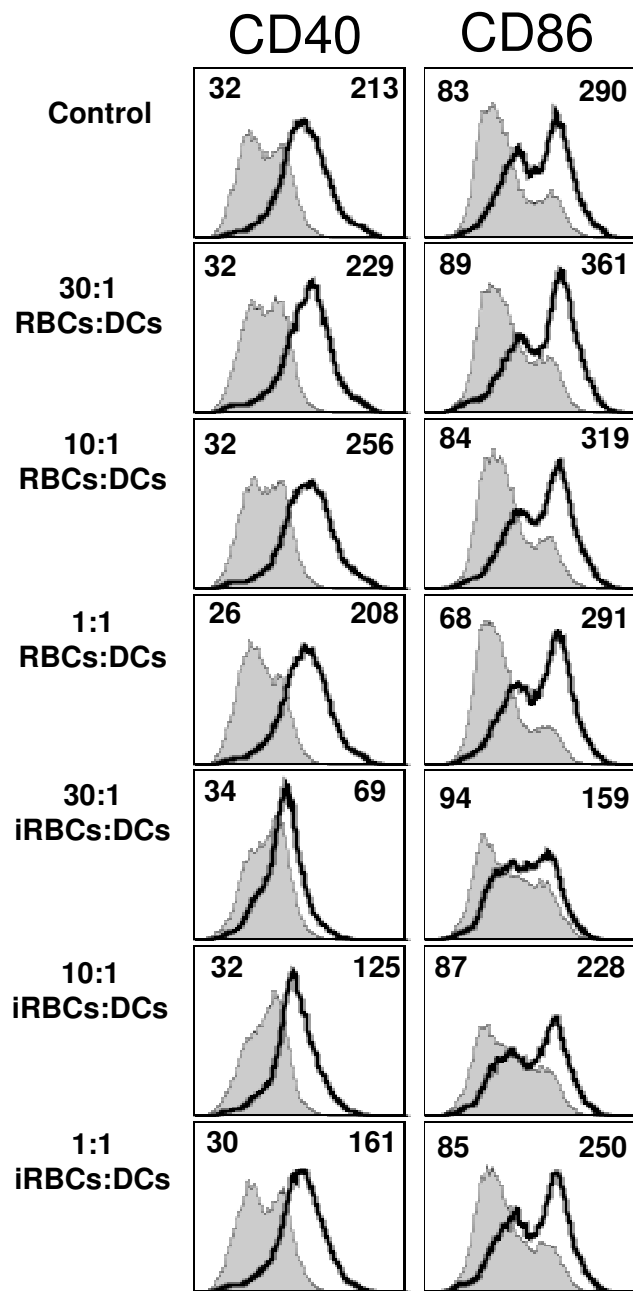 CD40 CD86
Control 32 213 83 290
30:1
RBCs:DCs 32 229 89 361
10:1
RBCs:DCs 32 256 84 319
1:1
RBCs:DCs 26 208 68 291
30:1
iRBCs:DCs 34 69 94 159
10:1
iRBCs:DCs 32 125 87 228
1:1
iRBCs:DCs 30 161 85 250